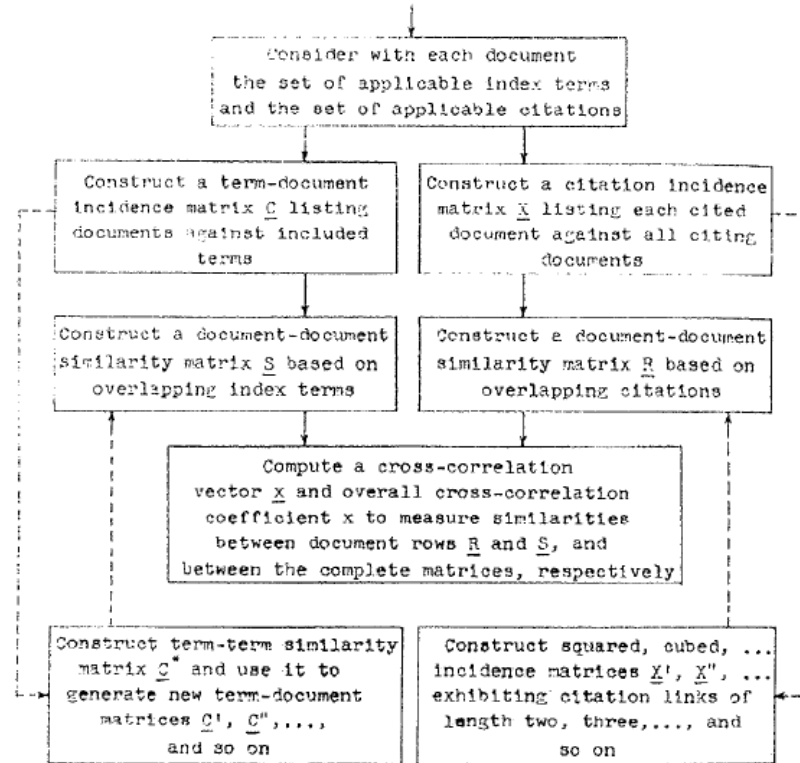 Consider with each document
the set of applicable index terms
and the set of applicable citations
Construct a term-document
incidence matrix C listing
documents against included
terms
Construct a citation incidence
matrix X listing each cited
document against all citing
documents
Construct a document-document
similarity matrix S based on
overlapping index terms
Construct a document-document
similarity matrix R based on
overlapping citations
Compute a cross-correlation
vector x and overall cross-correlation
coefficient x to measure similarities
between document rows R and S, and
between the complete matrices, respectively
Construct term-term similarity
matrix C* and use it to
generate new term-document
matrices C', C",...,
and so on
Construct squared, cubed, ...
incidence matrices X', X", ...
exhibiting citation links of
length two, three,..., and
so on